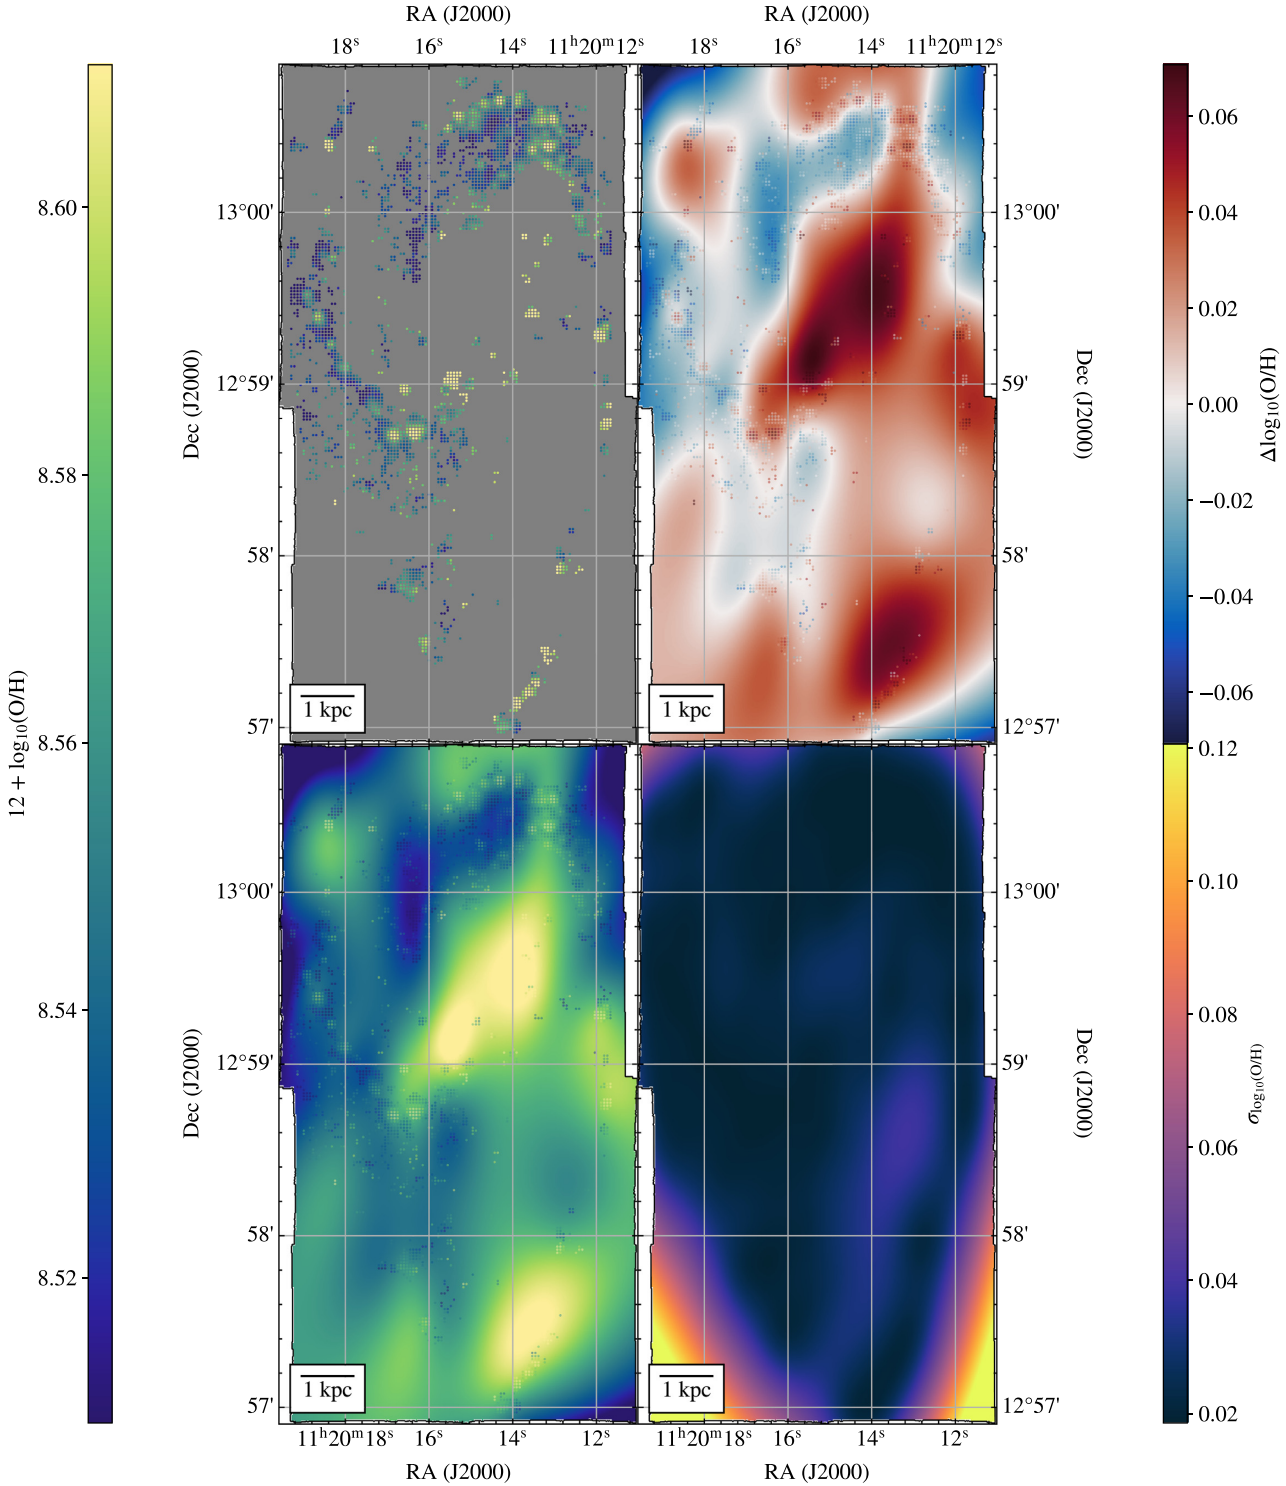 RA (J2000)
RA (J2000)
18ˢ 16ˢ 14ˢ 11ʰ20ᵐ12ˢ
18ˢ 16ˢ 14ˢ 11ʰ20ᵐ12ˢ
12 + log₁₀(O/H)
8.60
8.58
8.56
8.54
8.52
Dec (J2000)
13°00'
12°59'
58'
57'
1 kpc
13°00'
59'
58'
12°57'
Dec (J2000)
1 kpc
0.06
0.04
0.02
0.00
−0.02
−0.04
−0.06
Δlog₁₀(O/H)
Dec (J2000)
13°00'
12°59'
58'
57'
1 kpc
13°00'
59'
58'
12°57'
Dec (J2000)
1 kpc
0.12
0.10
0.08
0.06
0.04
0.02
σlog₁₀(O/H)
11ʰ20ᵐ18ˢ 16ˢ 14ˢ 12ˢ
11ʰ20ᵐ18ˢ 16ˢ 14ˢ 12ˢ
RA (J2000)
RA (J2000)